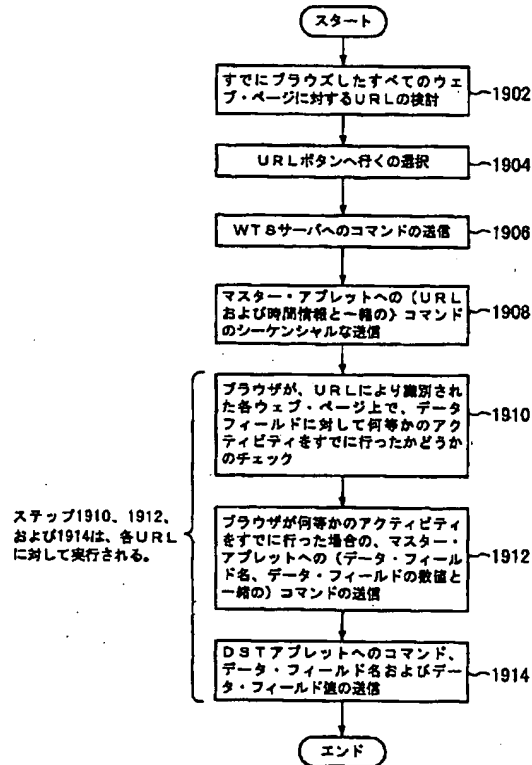 スタート
すでにブラウズしたすべてのウェ
ブ・ページに対するURLの検討
1902
URLボタンへ行くの選択
1904
WTSサーバへのコマンドの送信
1906
マスター・アプレットへの(URL
および時間情報と一緒の)コマンド
のシーケンシャルな送信
1908
ブラウザが、URLにより識別され
た各ウェブ・ページ上で、データ
フィールドに対して何等かのアク
ティビティをすでに行ったかどうか
のチェック
1910
ステップ1910、1912、
および1914は、各URL
に対して実行される。
ブラウザが何等かのアクティビティ
をすでに行った場合の、マスター・
アプレットへの(データ・フィール
ド名、データ・フィールドの数値と
一緒の)コマンドの送信
1912
DSTアプレットへのコマンド、
データ・フィールド名およびデー
タ・フィールド値の送信
1914
エンド